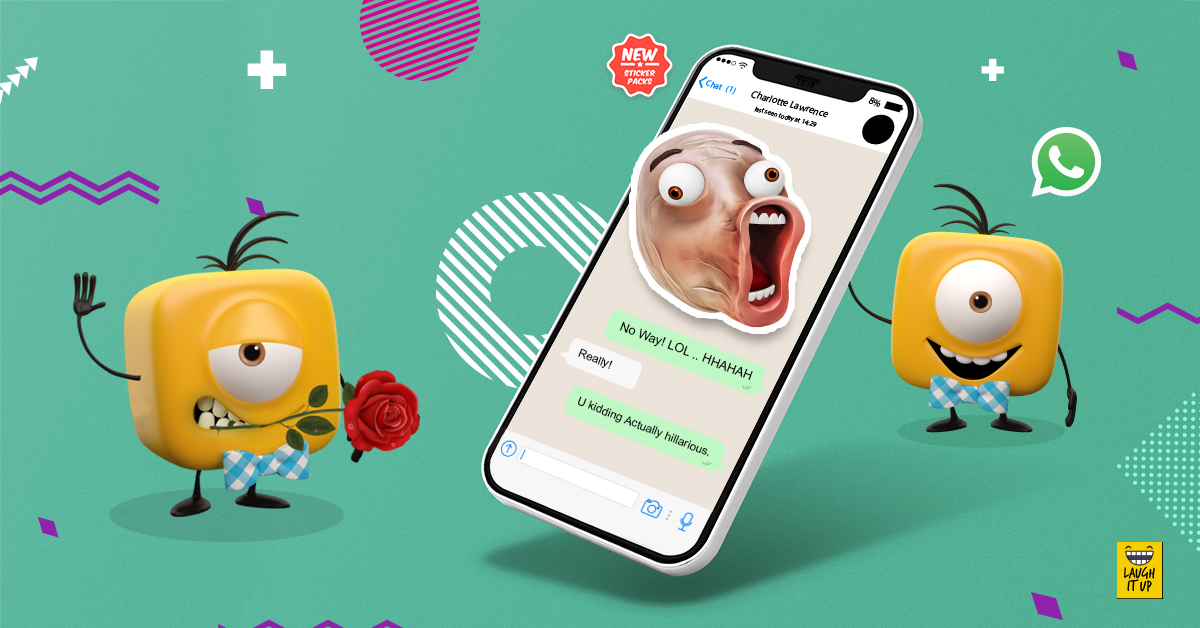 NEW
STICKER
PACKS
Chat (1)
Charlotte Lawrence
last seen today at 14:29
8%
No Way! LOL .. HHAHAH
Really!
U kidding Actually hillarious.
LAUGH
IT UP